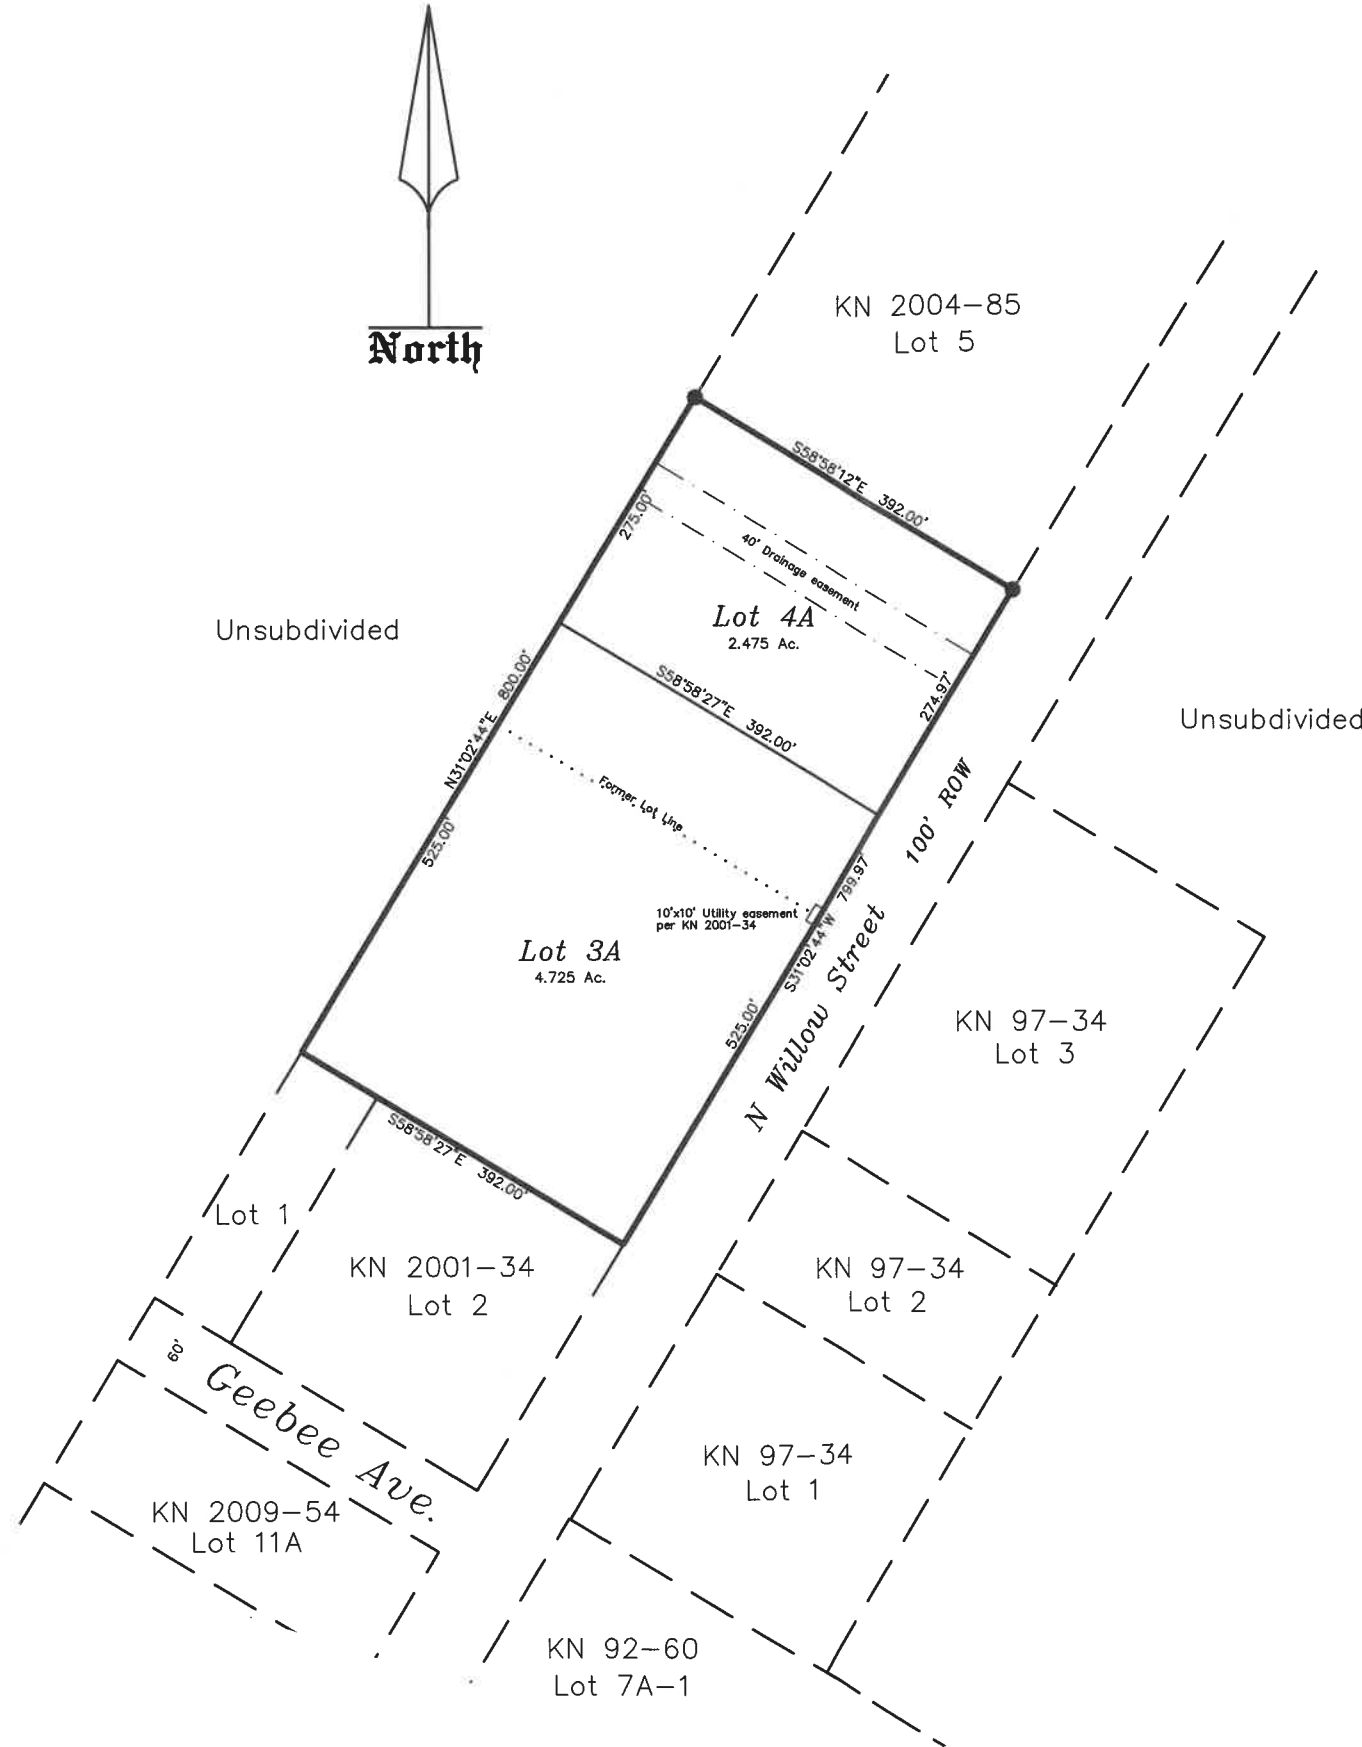 North
KN 2004-85
Lot 5
S58°58'12"E 392.00'
275.00'
40' Drainage easement
Lot 4A
2.475 Ac.
Unsubdivided
S58°58'27"E 392.00'
274.97'
Unsubdivided
N31°02'44"E 800.00'
Former Lot Line
525.00'
10'x10' Utility easement
per KN 2001-34
S31°02'44"W 799.97'
N Willow Street 100' ROW
Lot 3A
4.725 Ac.
525.00'
KN 97-34
Lot 3
S58°58'27"E 392.00'
Lot 1
KN 2001-34
Lot 2
KN 97-34
Lot 2
60'
Geebee Ave.
KN 97-34
Lot 1
KN 2009-54
Lot 11A
KN 92-60
Lot 7A-1